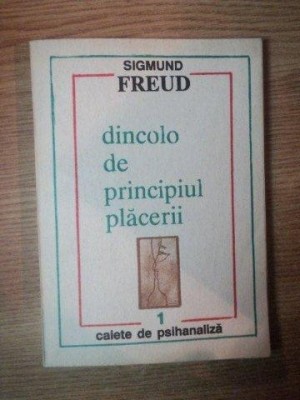 SIGMUND
FREUD
dincolo
de
principiul
plăcerii
1
caiete de psihanaliză